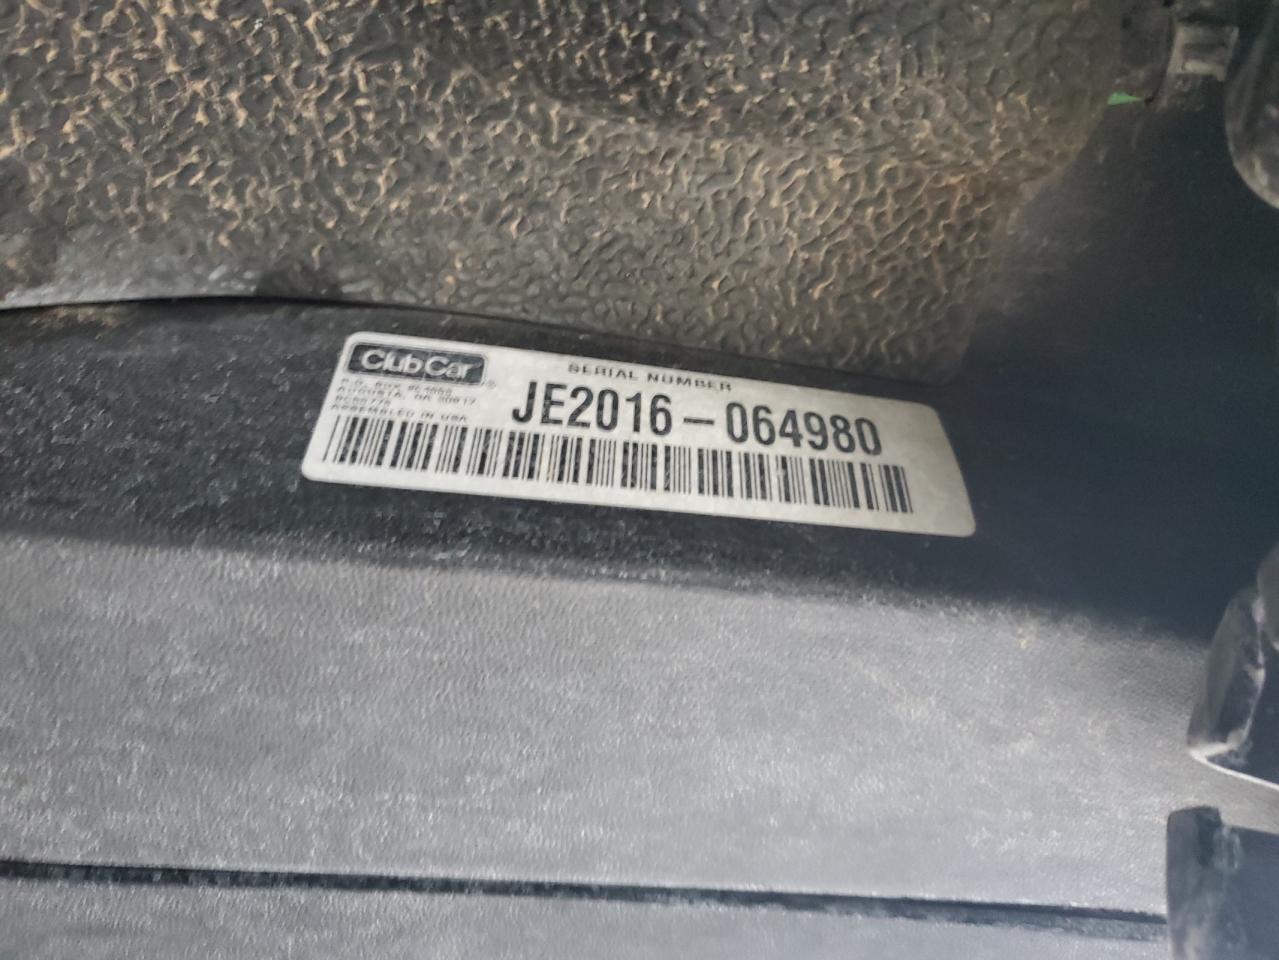 Club Car
SERIAL NUMBER
JE2016-064980
AUGUSTA, GA 30917
ASSEMBLED IN USA